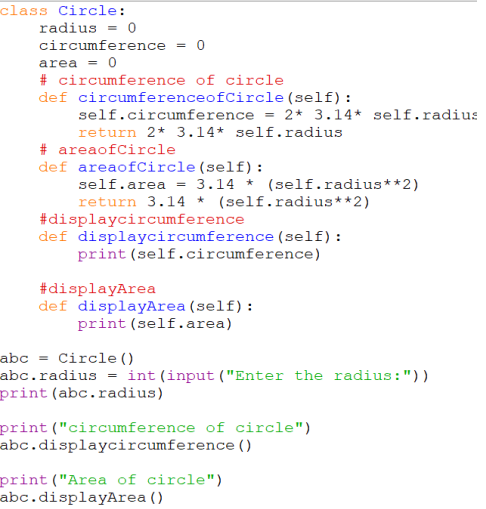 class Circle:
    radius = 0
    circumference = 0
    area = 0
    # circumference of circle
    def circumferenceofCircle(self):
        self.circumference = 2* 3.14* self.radius
        return 2* 3.14* self.radius
    # areaofCircle
    def areaofCircle(self):
        self.area = 3.14 * (self.radius**2)
        return 3.14 * (self.radius**2)
    #displaycircumference
    def displaycircumference(self):
        print(self.circumference)

    #displayArea
    def displayArea(self):
        print(self.area)

abc = Circle()
abc.radius = int(input("Enter the radius:"))
print(abc.radius)

print("circumference of circle")
abc.displaycircumference()

print("Area of circle")
abc.displayArea()